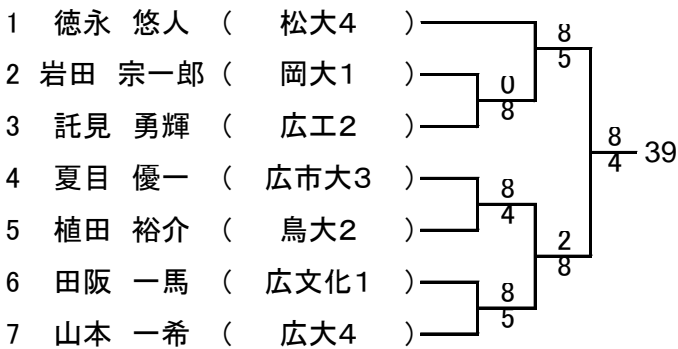 1 徳永 悠人 ( 松大4 )
8
5
2 岩田 宗一郎 ( 岡大1 )
0
8
3 託見 勇輝 ( 広工2 )
8
4 39
4 夏目 優一 ( 広市大3 )
8
4
5 植田 裕介 ( 鳥大2 )
2
8
6 田阪 一馬 ( 広文化1 )
8
5
7 山本 一希 ( 広大4 )